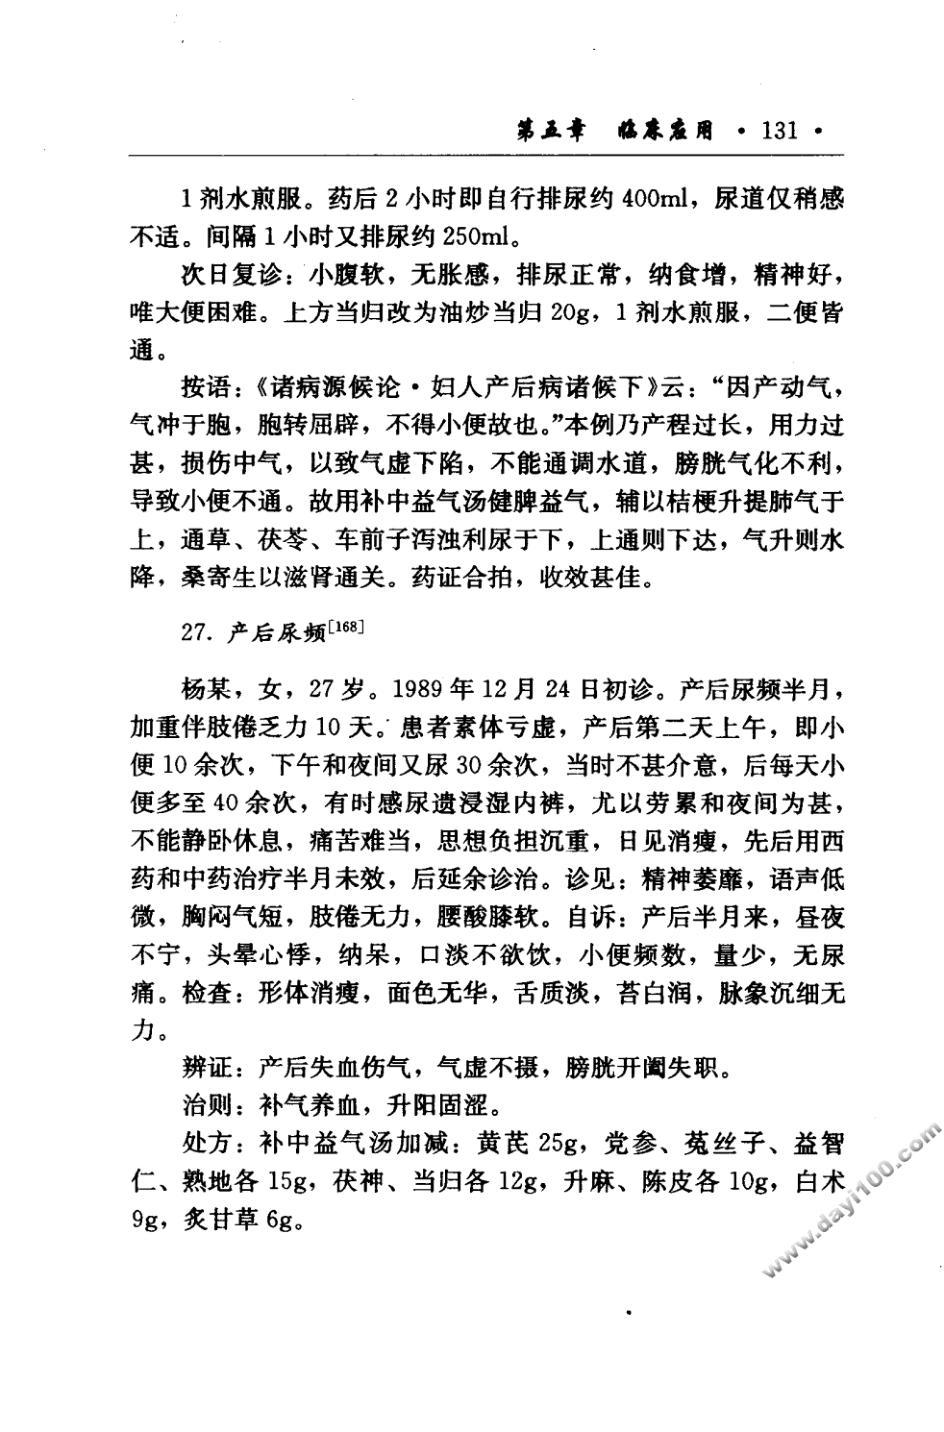 第五章 临床应用 · 131 ·
1 剂水煎服。药后 2 小时即自行排尿约 400ml，尿道仅稍感
不适。间隔 1 小时又排尿约 250ml。
次日复诊：小腹软，无胀感，排尿正常，纳食增，精神好，
唯大便困难。上方当归改为油炒当归 20g，1 剂水煎服，二便皆
通。
按语：《诸病源候论·妇人产后病诸候下》云：“因产动气，
气冲于胞，胞转屈辟，不得小便故也。”本例乃产程过长，用力过
甚，损伤中气，以致气虚下陷，不能通调水道，膀胱气化不利，
导致小便不通。故用补中益气汤健脾益气，辅以桔梗升提肺气于
上，通草、茯苓、车前子泻浊利尿于下，上通则下达，气升则水
降，桑寄生以滋肾通关。药证合拍，收效甚佳。
27. 产后尿频[168]
杨某，女，27 岁。1989 年 12 月 24 日初诊。产后尿频半月，
加重伴肢倦乏力 10 天。患者素体亏虚，产后第二天上午，即小
便 10 余次，下午和夜间又尿 30 余次，当时不甚介意，后每天小
便多至 40 余次，有时感尿遗浸湿内裤，尤以劳累和夜间为甚，
不能静卧休息，痛苦难当，思想负担沉重，日见消瘦，先后用西
药和中药治疗半月未效，后延余诊治。诊见：精神萎靡，语声低
微，胸闷气短，肢倦无力，腰酸膝软。自诉：产后半月来，昼夜
不宁，头晕心悸，纳呆，口淡不欲饮，小便频数，量少，无尿
痛。检查：形体消瘦，面色无华，舌质淡，苔白润，脉象沉细无
力。
辨证：产后失血伤气，气虚不摄，膀胱开阖失职。
治则：补气养血，升阳固涩。
处方：补中益气汤加减：黄芪 25g，党参、菟丝子、益智
仁、熟地各 15g，茯神、当归各 12g，升麻、陈皮各 10g，白术
9g，炙甘草 6g。
www.dayi100.com